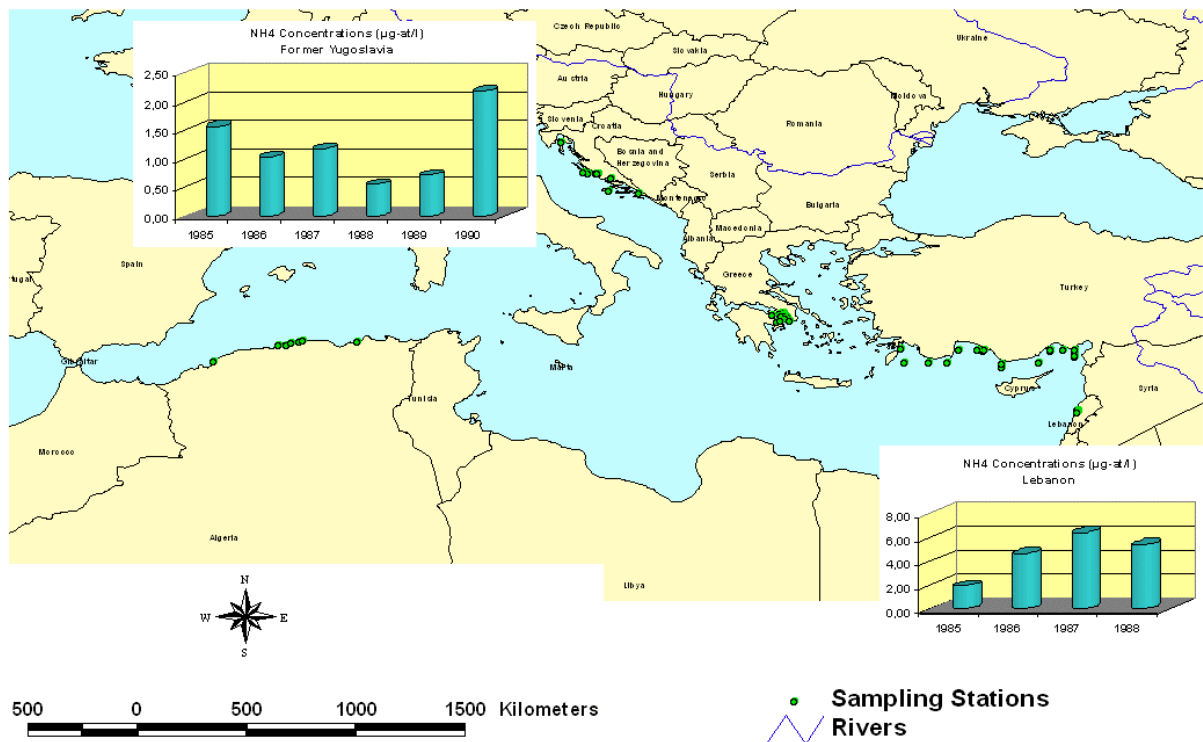 NH4 Concentrations (µg-at/l)
Former Yugoslavia
2,50
2,00
1,50
1,00
0,50
0,00
1985
1986
1987
1988
1989
1990
Czech Republic
Slovakia
Ukraine
Austria
Hungary
Moldova
Slovenia
Croatia
Romania
Bosnia and
Herzegovina
Serbia
Montenegro
Bulgaria
Macedonia
Albania
Greece
Turkey
Spain
Gibraltar
Malta
Tunisia
Cyprus
Syria
Lebanon
Morocco
Algeria
Libya
NH4 Concentrations (µg-at/l)
Lebanon
8,00
6,00
4,00
2,00
0,00
1985
1986
1987
1988
N
W E
S
500 0 500 1000 1500 Kilometers
Sampling Stations
Rivers